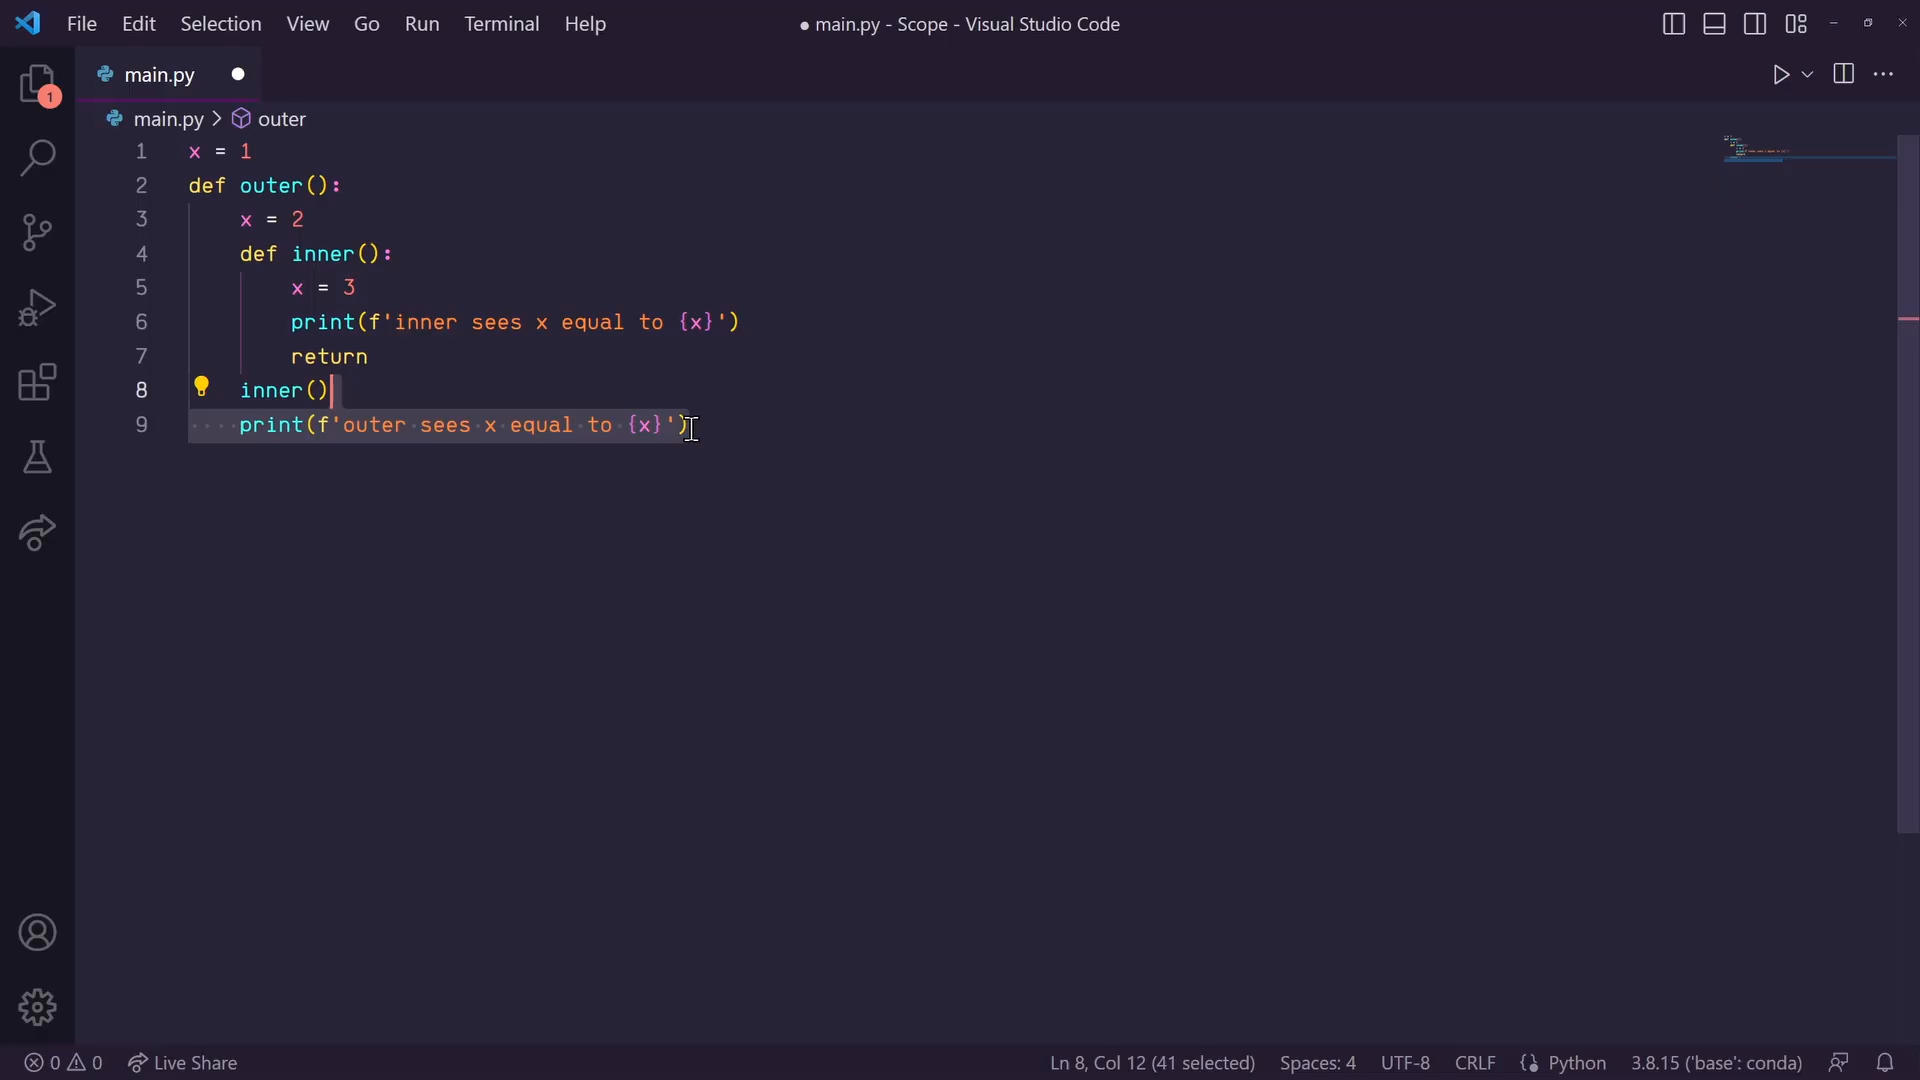 File Edit Selection View Go Run Terminal Help
● main.py - Scope - Visual Studio Code
main.py
1
main.py > outer
1 x = 1
2 def outer():
3     x = 2
4     def inner():
5         x = 3
6         print(f'inner sees x equal to {x}')
7         return
8     inner()
9 ····print(f'outer·sees·x·equal·to·{x}')
0 0 Live Share Ln 8, Col 12 (41 selected) Spaces: 4 UTF-8 CRLF Python 3.8.15 ('base': conda)